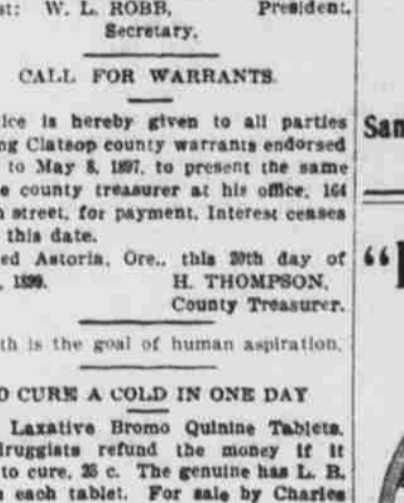 st: W. L. ROBB, President.
Secretary.
CALL FOR WARRANTS.
ice is hereby given to all parties
ng Clatsop county warrants endorsed
to May 8, 1897, to present the same
e county treasurer at his office, 164
h street, for payment. Interest ceases
this date.
ed Astoria, Ore., this 20th day of
, 1899. H. THOMPSON,
County Treasurer.
th is the goal of human aspiration.
O CURE A COLD IN ONE DAY
Laxative Bromo Quinine Tablets.
druggists refund the money if it
to cure. 25 c. The genuine has L. B.
n each tablet. For sale by Charles
San
"